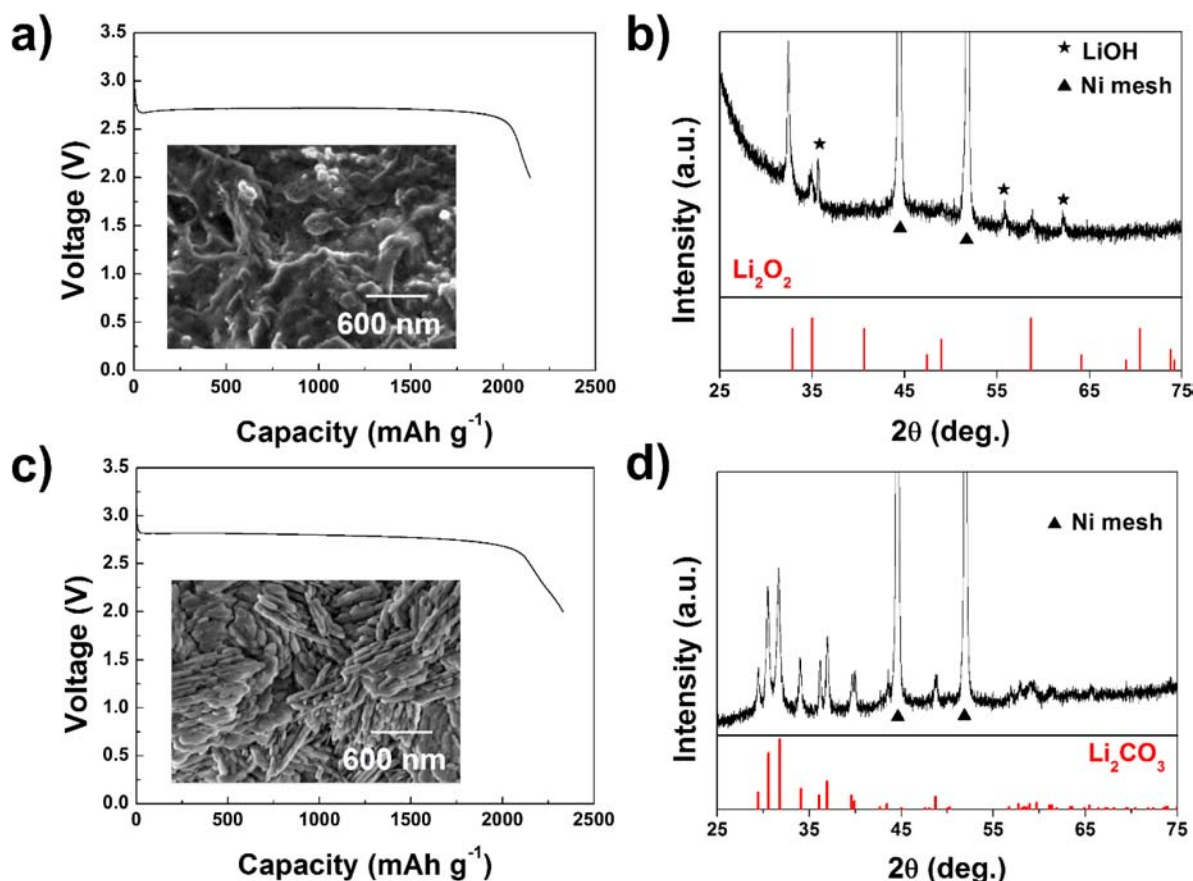 a)
3.5
3.0
2.5
2.0
1.5
1.0
0.5
0.0
Voltage (V)
600 nm
0 500 1000 1500 2000 2500
Capacity (mAh g⁻¹)
b)
★ LiOH
▲ Ni mesh
Intensity (a.u.)
Li₂O₂
25 35 45 55 65 75
2θ (deg.)
c)
3.5
3.0
2.5
2.0
1.5
1.0
0.5
0.0
Voltage (V)
600 nm
0 500 1000 1500 2000 2500
Capacity (mAh g⁻¹)
d)
▲ Ni mesh
Intensity (a.u.)
Li₂CO₃
25 35 45 55 65 75
2θ (deg.)